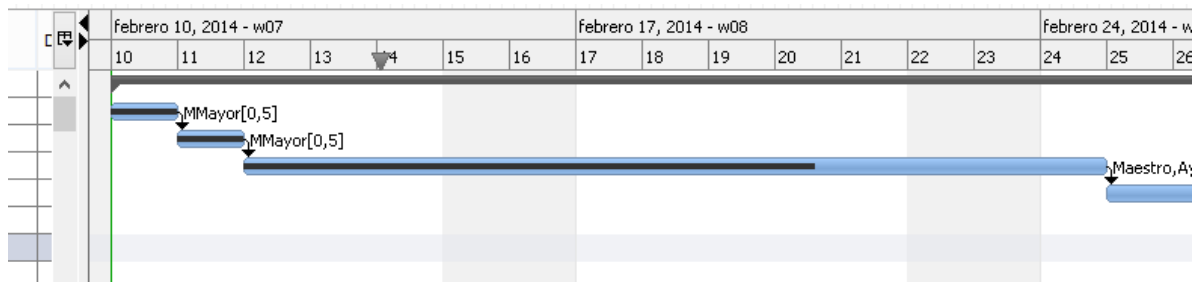 febrero 10, 2014 - w07 febrero 17, 2014 - w08 febrero 24, 2014 - w
10 11 12 13 14 15 16 17 18 19 20 21 22 23 24 25 26
MMayor[0,5]
MMayor[0,5]
Maestro,Ay